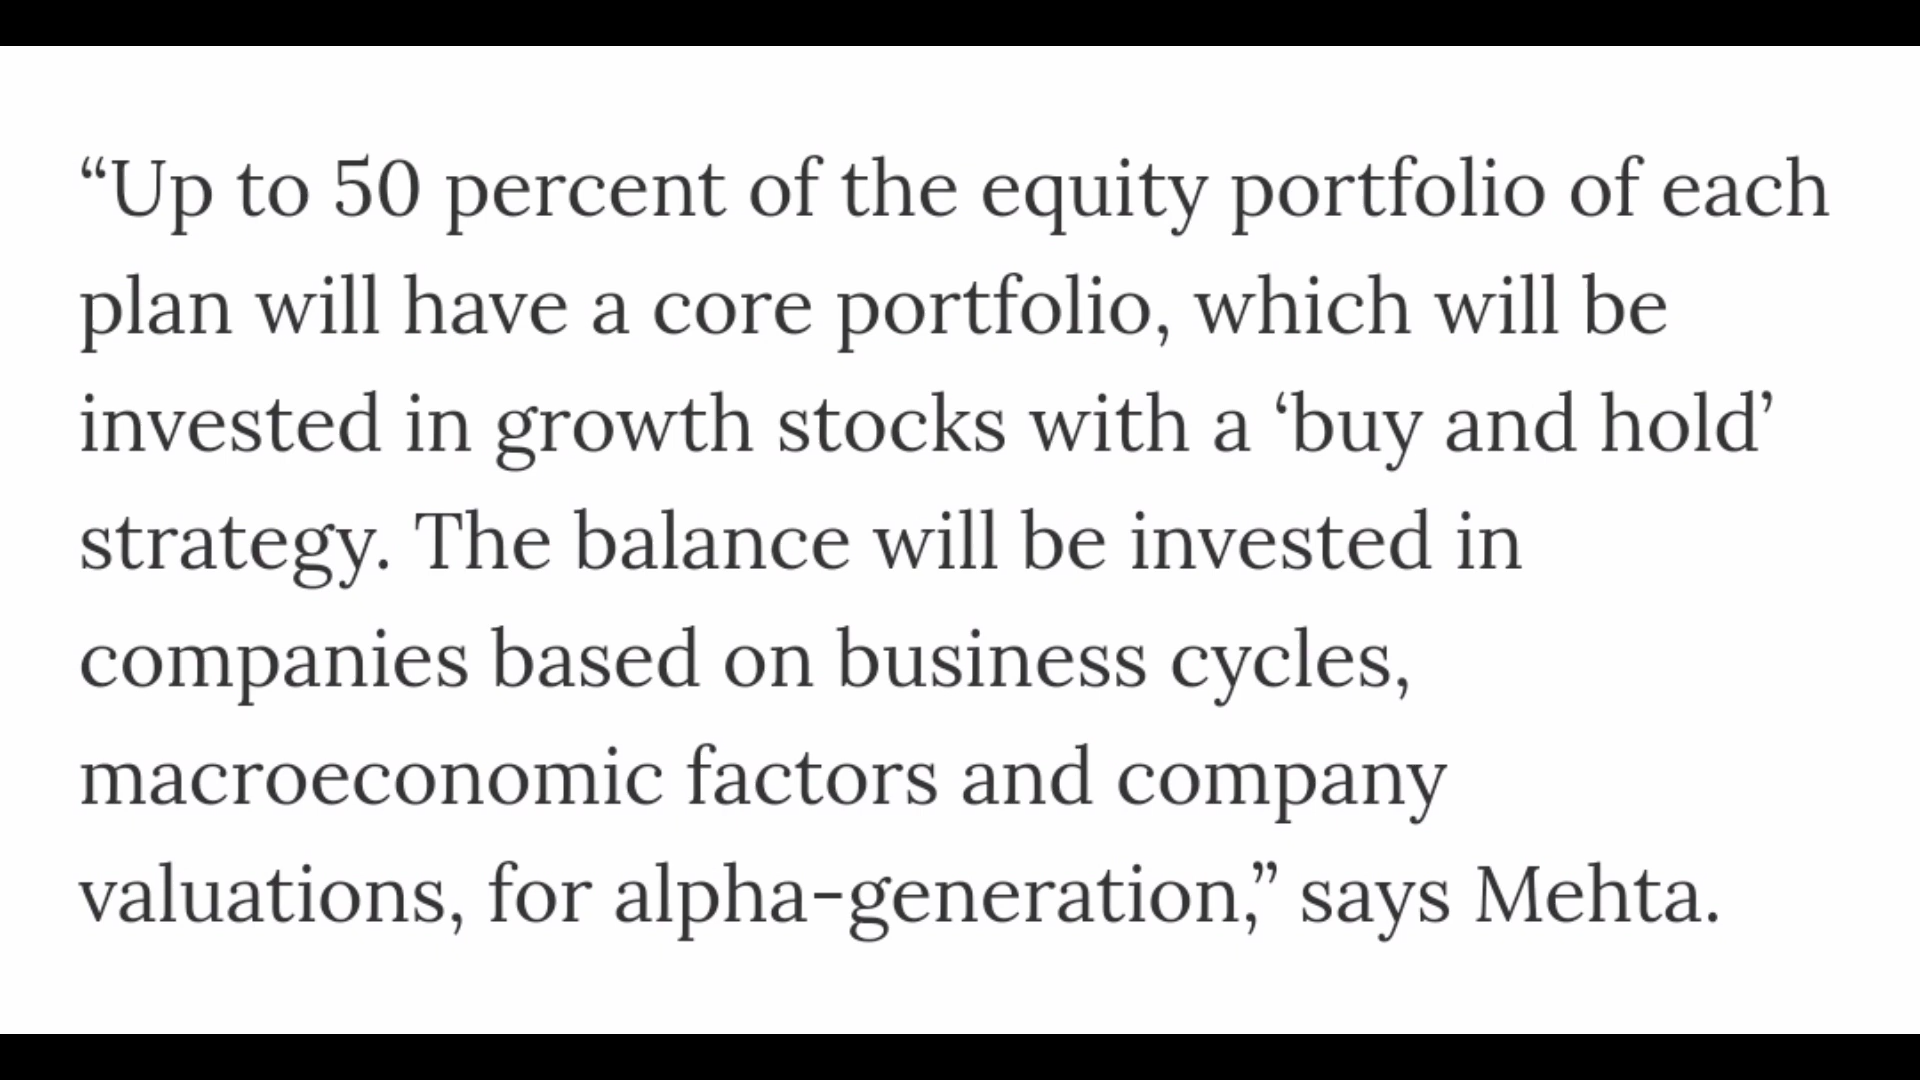 “Up to 50 percent of the equity portfolio of each
plan will have a core portfolio, which will be
invested in growth stocks with a ‘buy and hold’
strategy. The balance will be invested in
companies based on business cycles,
macroeconomic factors and company
valuations, for alpha-generation,” says Mehta.